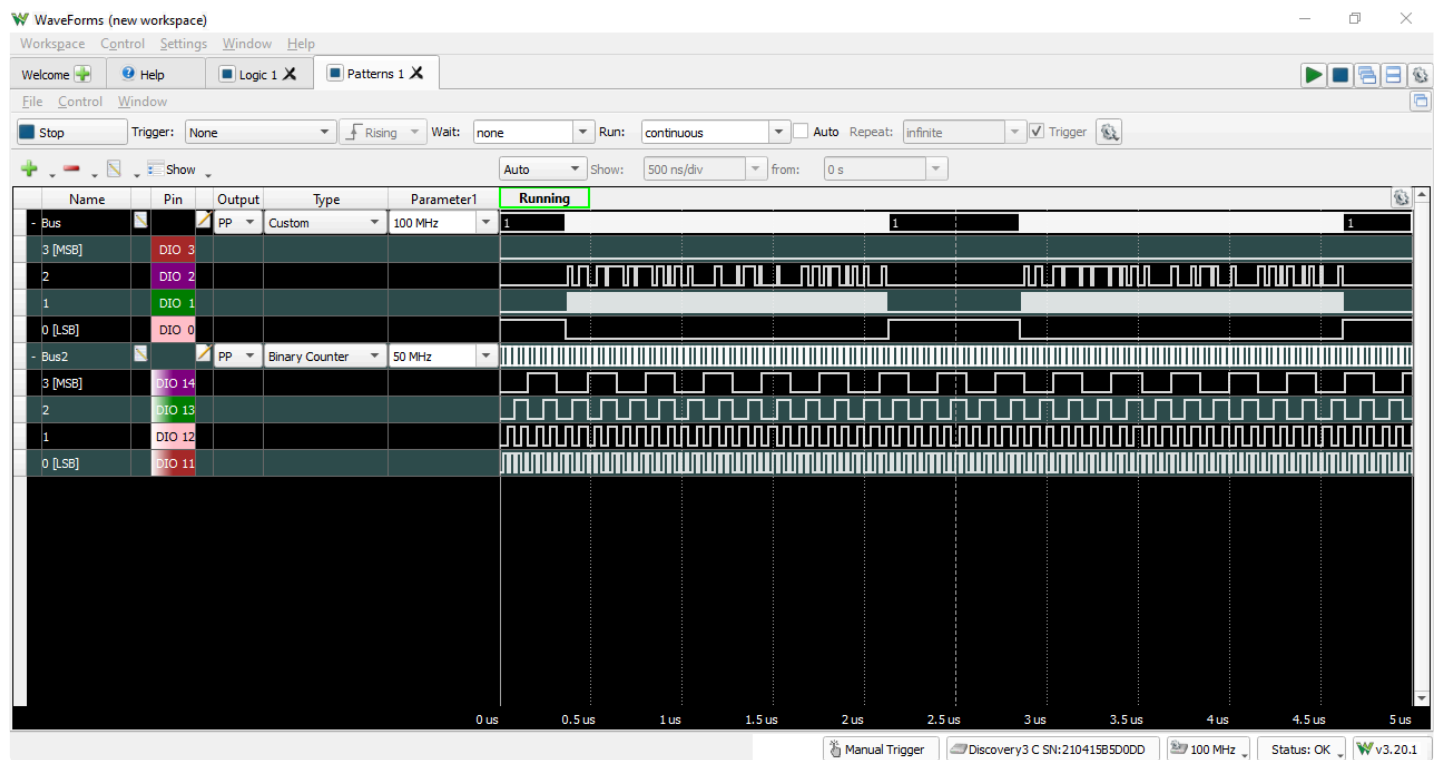 WaveForms (new workspace)
Workspace Control Settings Window Help
Welcome Help Logic 1 Patterns 1
File Control Window
Stop Trigger: None Rising Wait: none Run: continuous Auto Repeat: infinite Trigger
Show Auto Show: 500 ns/div from: 0 s
Name Pin Output Type Parameter1 Running
- Bus PP Custom 100 MHz 1 1 1
3 [MSB] DIO 3
2 DIO 2
1 DIO 1
0 [LSB] DIO 0
- Bus2 PP Binary Counter 50 MHz
3 [MSB] DIO 14
2 DIO 13
1 DIO 12
0 [LSB] DIO 11
0 us 0.5 us 1 us 1.5 us 2 us 2.5 us 3 us 3.5 us 4 us 4.5 us 5 us
Manual Trigger Discovery3 C SN:210415B5D0DD 100 MHz Status: OK v3.20.1